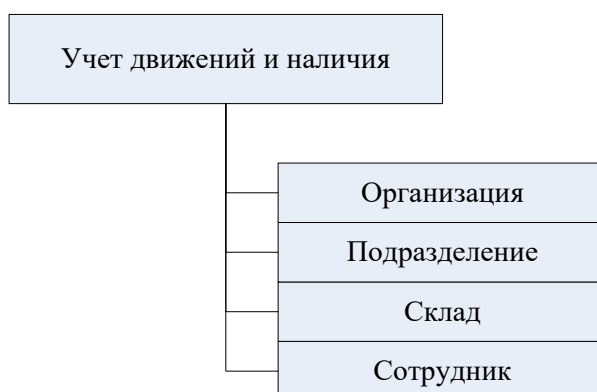 Учет движений и наличия
Организация
Подразделение
Склад
Сотрудник